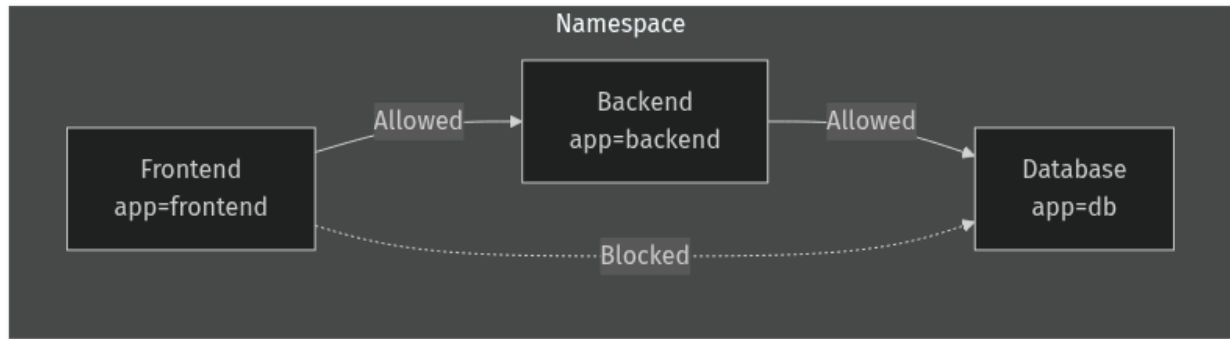 Namespace
Frontend
app=frontend
Allowed
Backend
app=backend
Allowed
Database
app=db
Blocked